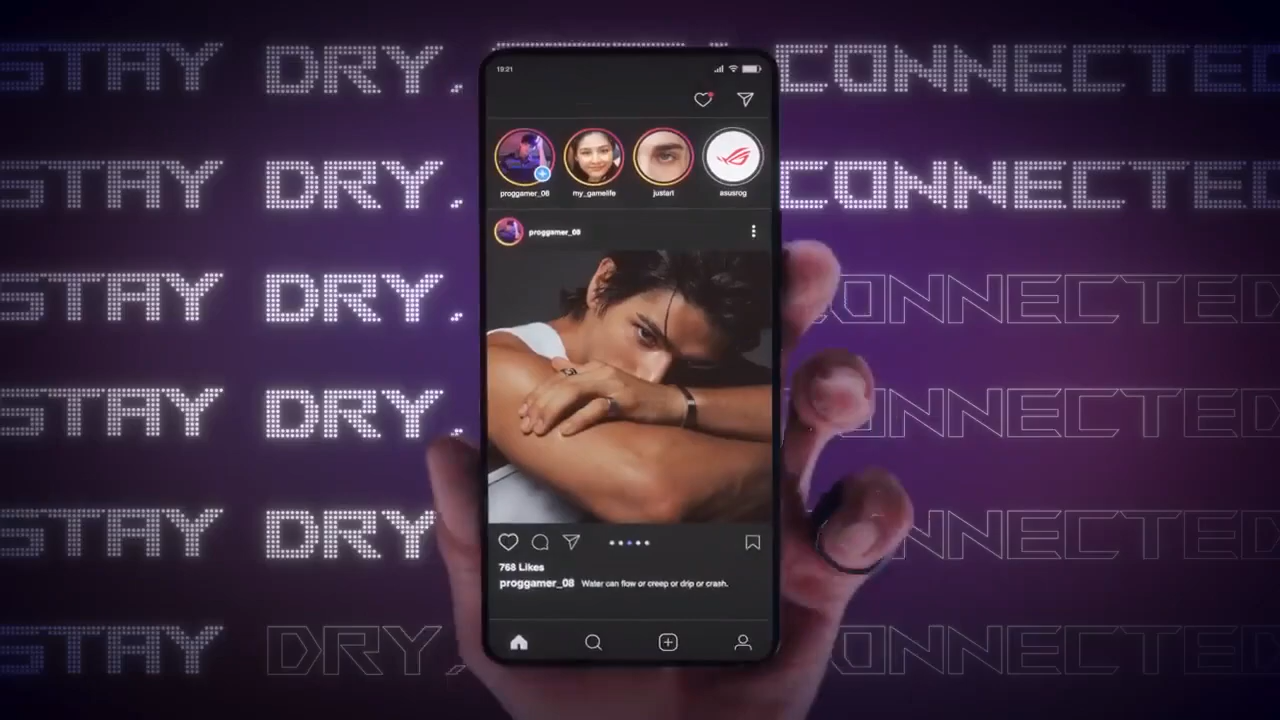 STAY DRY. CONNECTED
STAY DRY. CONNECTED
STAY DRY. CONNECTED
STAY DRY. CONNECTED
STAY DRY CONNECTED
STAY DRY. CONNECTED
19:21
proggamer_08
my_gamelife
justart
asusrog
proggamer_08
768 Likes
proggamer_08 Water can flow or creep or drip or crash.